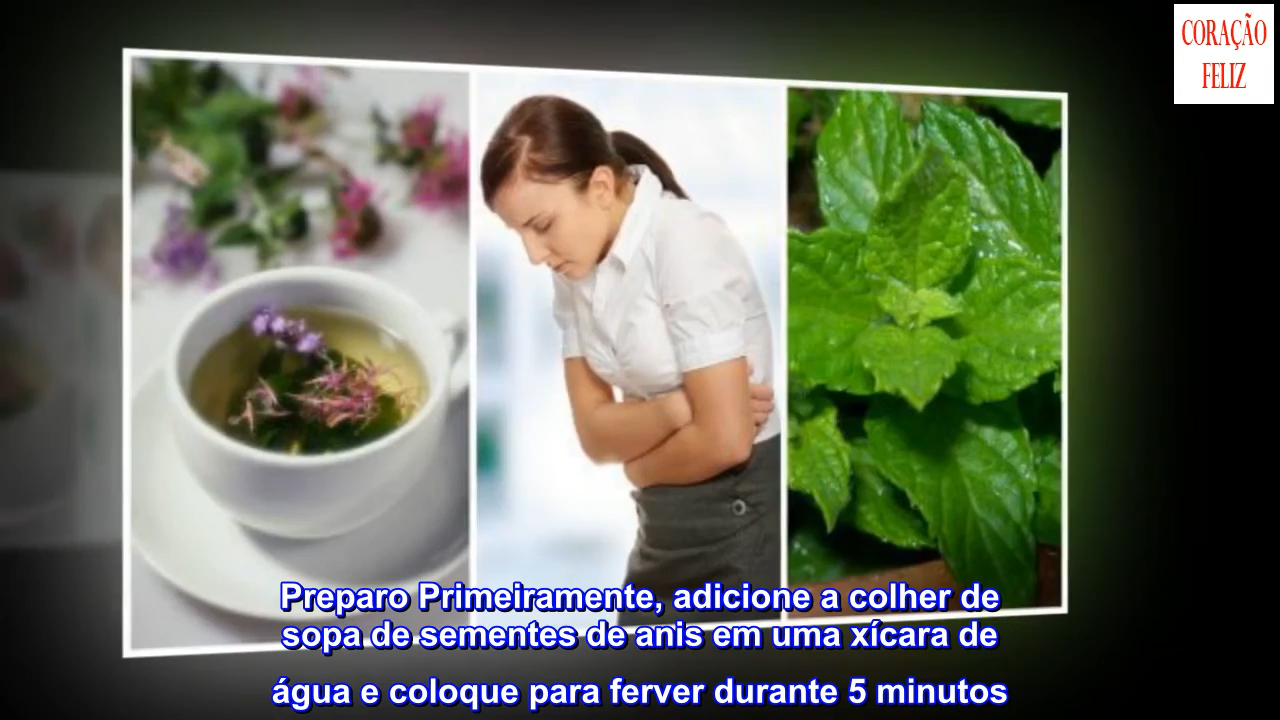 CORAÇÃO
FELIZ
Preparo Primeiramente, adicione a colher de
sopa de sementes de anis em uma xícara de
água e coloque para ferver durante 5 minutos